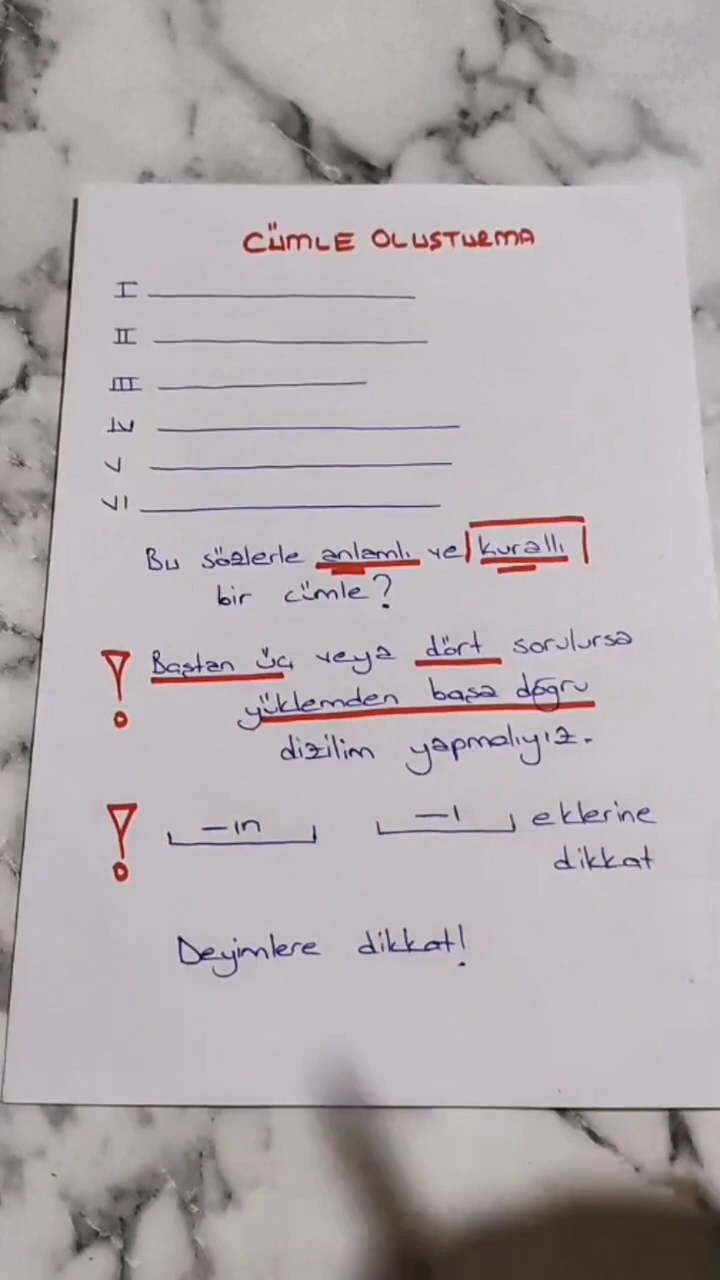 CÜMLE OLUSTURMA
I
II
III
IV
V
VI
Bu sözlerle anlamlı ve kurallı
bir cümle?
! Baştan üç veya dört sorulursa
yüklemden başa doğru
dizilim yapmalıyız.
! —ın —ı eklerine
dikkat
Deyimlere dikkat!